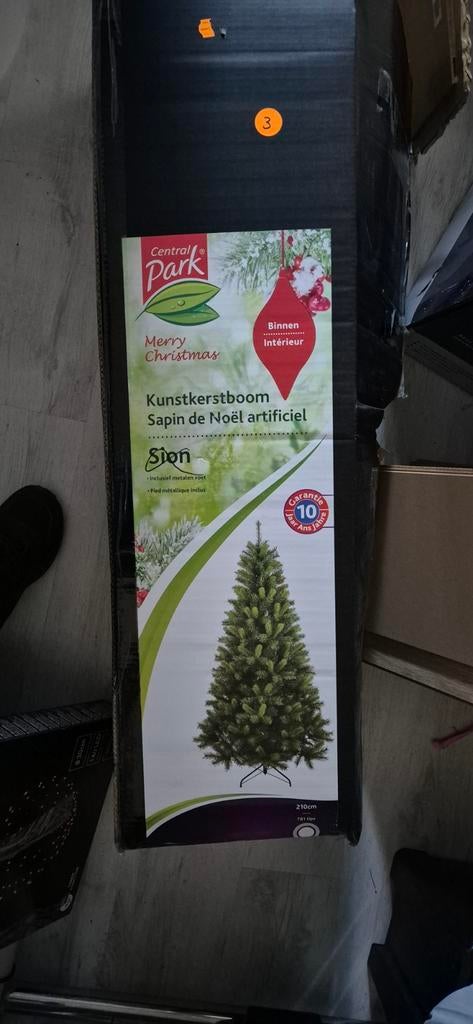 3
Central
Park®
Merry
Christmas
Binnen
Intérieur
Kunstkerstboom
Sapin de Noël artificiel
Sion
• Inclusief metalen voet
• Pied métallique inclus
Garantie
10
Jaar Ans Jahre
210cm